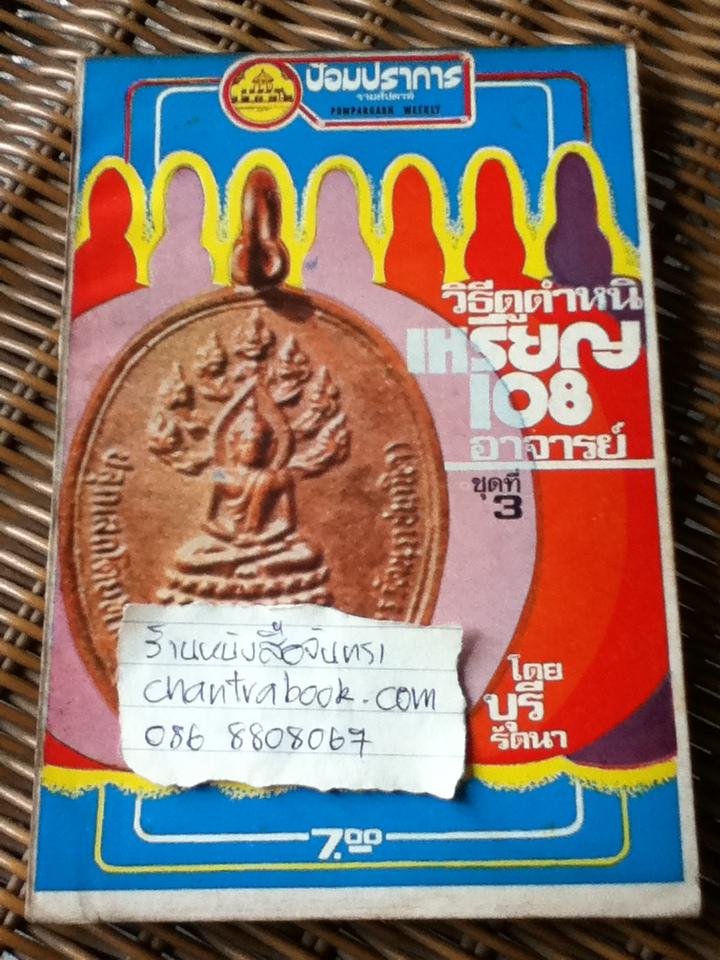 ป้อมปราการ
รายสัปดาห์
POMPARGARN WEEKLY
วิธีดูตำหนิ
เหรียญ
108
อาจารย์
ชุดที่
3
ร้านหนังสือจันทรา
chantrabook.com
086 8808067
โดย
บุรี
รัตนา
7.00